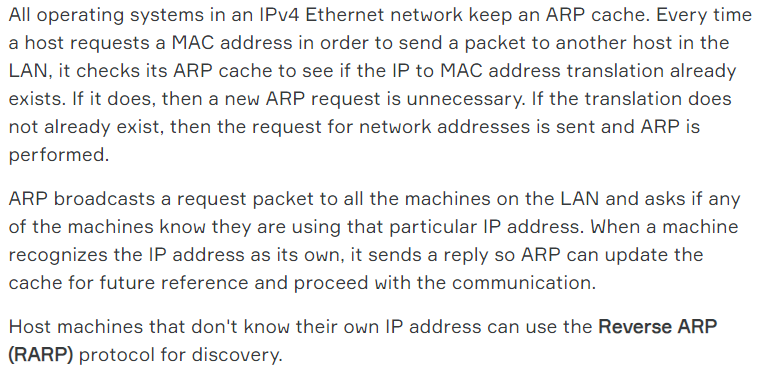 All operating systems in an IPv4 Ethernet network keep an ARP cache. Every time
a host requests a MAC address in order to send a packet to another host in the
LAN, it checks its ARP cache to see if the IP to MAC address translation already
exists. If it does, then a new ARP request is unnecessary. If the translation does
not already exist, then the request for network addresses is sent and ARP is
performed.
ARP broadcasts a request packet to all the machines on the LAN and asks if any
of the machines know they are using that particular IP address. When a machine
recognizes the IP address as its own, it sends a reply so ARP can update the
cache for future reference and proceed with the communication.
Host machines that don't know their own IP address can use the Reverse ARP
(RARP) protocol for discovery.